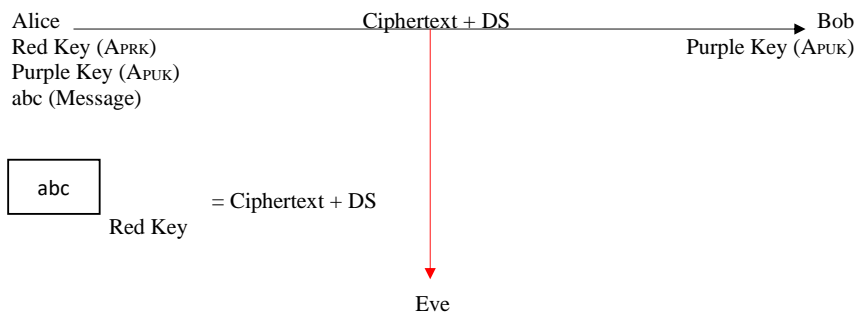 Alice Ciphertext + DS Bob
Red Key (APRK) Purple Key (APUK)
Purple Key (APUK)
abc (Message)
abc
= Ciphertext + DS
Red Key
Eve